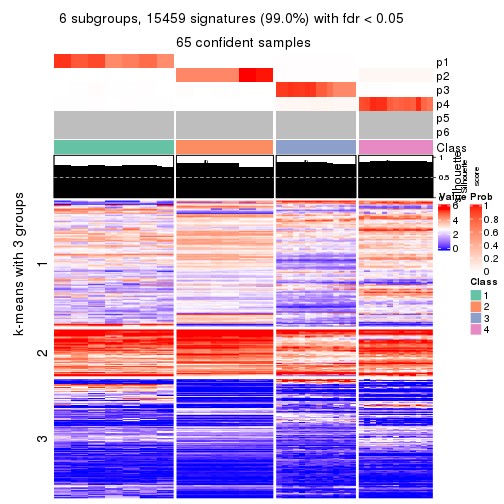 6 subgroups, 15459 signatures (99.0%) with fdr < 0.05
65 confident samples
p1
p2
p3
p4
p5
p6
Class
1
0.5
0
silhouette
score
Silhouette
k-means with 3 groups
1
2
3
Value
6
4
2
0
Prob
1
0.8
0.6
0.4
0.2
0
Class
1
2
3
4